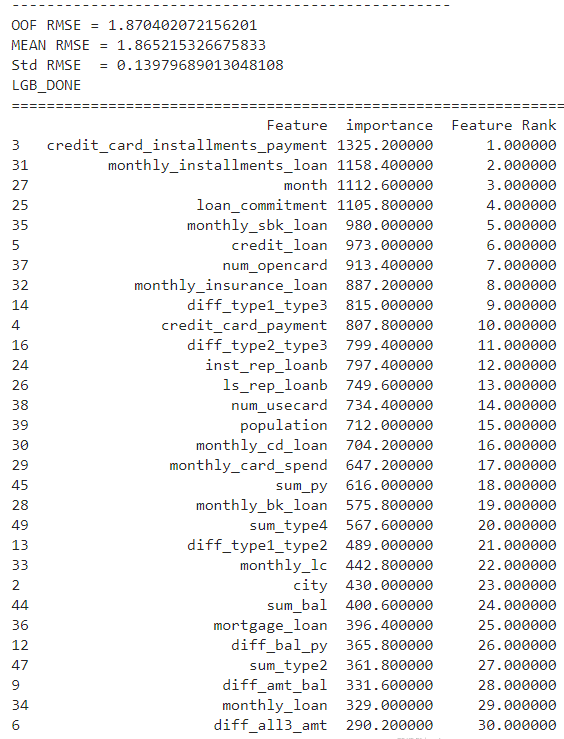 --------------------------------------------------
OOF RMSE = 1.870402072156201
MEAN RMSE = 1.865215326675833
Std RMSE = 0.13979689013048108
LGB_DONE
================================================================
Feature importance Feature Rank
3 credit_card_installments_payment 1325.200000 1.000000
31 monthly_installments_loan 1158.400000 2.000000
27 month 1112.600000 3.000000
25 loan_commitment 1105.800000 4.000000
35 monthly_sbk_loan 980.000000 5.000000
5 credit_loan 973.000000 6.000000
37 num_opencard 913.400000 7.000000
32 monthly_insurance_loan 887.200000 8.000000
14 diff_type1_type3 815.000000 9.000000
4 credit_card_payment 807.800000 10.000000
16 diff_type2_type3 799.400000 11.000000
24 inst_rep_loanb 797.400000 12.000000
26 ls_rep_loanb 749.600000 13.000000
38 num_usecard 734.400000 14.000000
39 population 712.000000 15.000000
30 monthly_cd_loan 704.200000 16.000000
29 monthly_card_spend 647.200000 17.000000
45 sum_py 616.000000 18.000000
28 monthly_bk_loan 575.800000 19.000000
49 sum_type4 567.600000 20.000000
13 diff_type1_type2 489.000000 21.000000
33 monthly_lc 442.800000 22.000000
2 city 430.000000 23.000000
44 sum_bal 400.600000 24.000000
36 mortgage_loan 396.400000 25.000000
12 diff_bal_py 365.800000 26.000000
47 sum_type2 361.800000 27.000000
9 diff_amt_bal 331.600000 28.000000
34 monthly_loan 329.000000 29.000000
6 diff_all3_amt 290.200000 30.000000